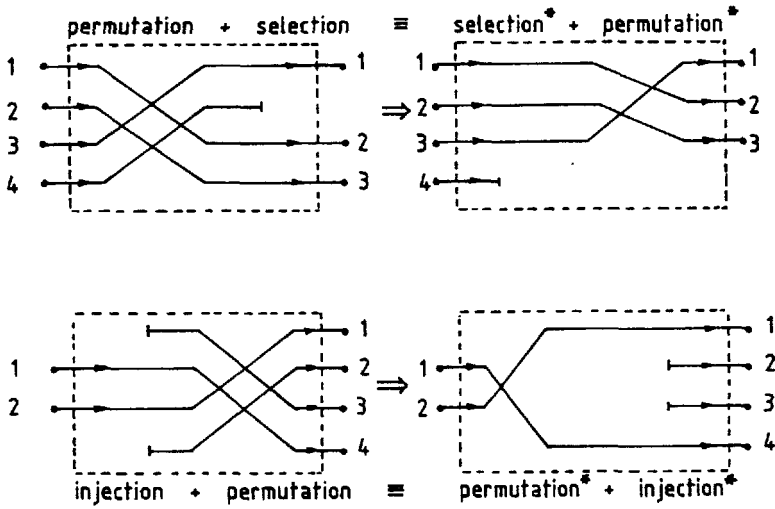 permutation + selection ≡ selection* + permutation*
1 1 1 1
2 ⇒ 2 2
3 2 3 3
4 3 4
1 1
1 2 ⇒ 1 2
2 3 2 3
4 4
injection + permutation ≡ permutation* + injection*